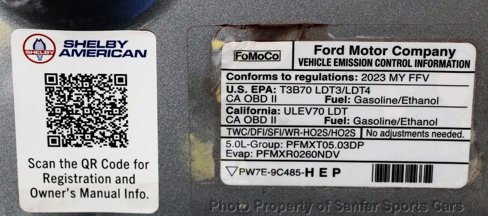 SHELBY
AMERICAN
Scan the QR Code for
Registration and
Owner's Manual Info.
FoMoCo
Ford Motor Company
VEHICLE EMISSION CONTROL INFORMATION
Conforms to regulations: 2023 MY FFV
U.S. EPA: T3B70 LDT3/LDT4
CA OBD II Fuel: Gasoline/Ethanol
California: ULEV70 LDT
CA OBD II Fuel: Gasoline/Ethanol
TWC/DFI/SFI/WR-HO2S/HO2S No adjustments needed.
5.0L-Group: PFMXT05.03DP
Evap: PFMXR0260NDV
PW7E-9C485-HEP
Photo Property of Sanfer Sports Cars